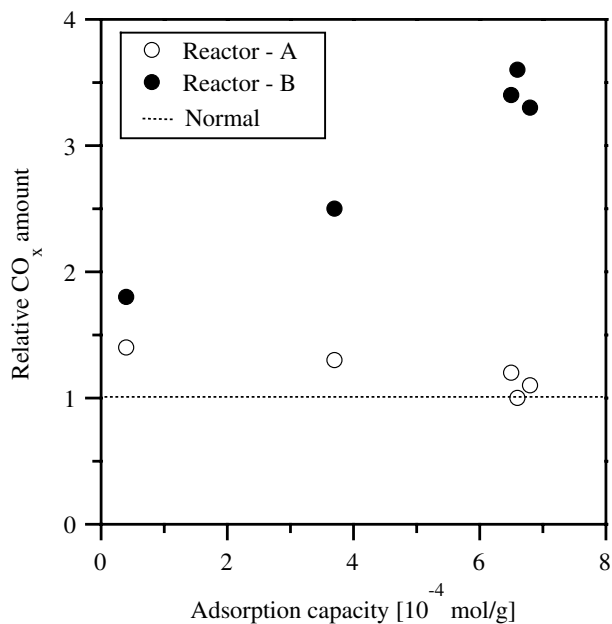 4
Reactor - A
Reactor - B
Normal
3
2
1
0
Relative COx amount
0 2 4 6 8
Adsorption capacity [10-4 mol/g]